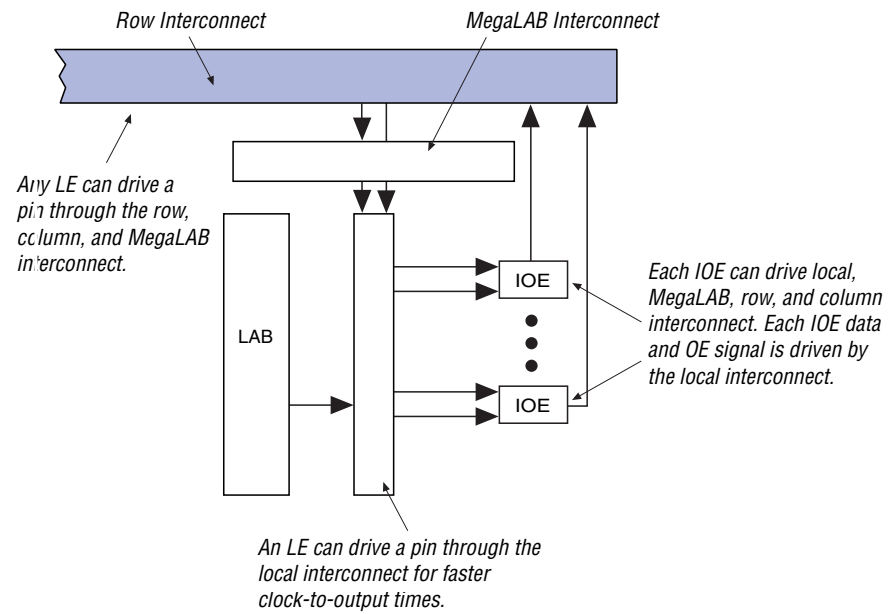 Row Interconnect
MegaLAB Interconnect
Any LE can drive a
pin through the row,
column, and MegaLAB
interconnect.
LAB
IOE
IOE
Each IOE can drive local,
MegaLAB, row, and column
interconnect. Each IOE data
and OE signal is driven by
the local interconnect.
An LE can drive a pin through the
local interconnect for faster
clock-to-output times.